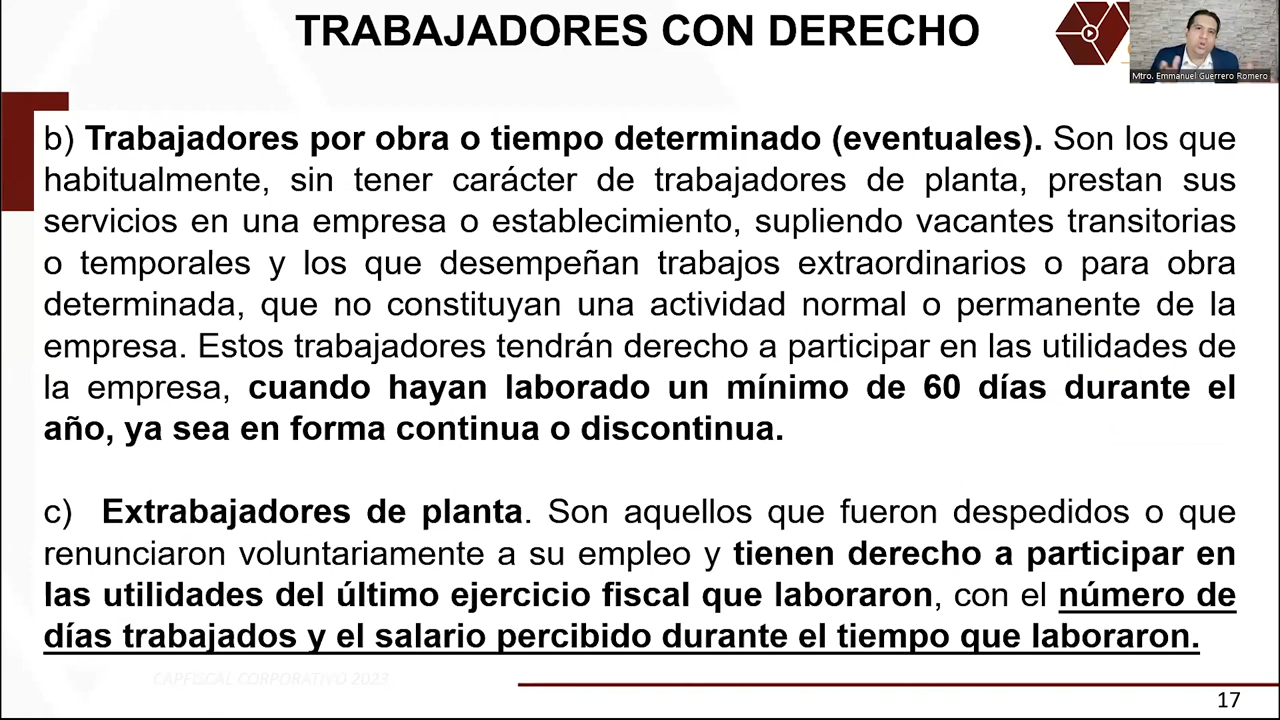 TRABAJADORES CON DERECHO
Mtro. Emmanuel Guerrero Romero
b) Trabajadores por obra o tiempo determinado (eventuales). Son los que
habitualmente, sin tener carácter de trabajadores de planta, prestan sus
servicios en una empresa o establecimiento, supliendo vacantes transitorias
o temporales y los que desempeñan trabajos extraordinarios o para obra
determinada, que no constituyan una actividad normal o permanente de la
empresa. Estos trabajadores tendrán derecho a participar en las utilidades de
la empresa, cuando hayan laborado un mínimo de 60 días durante el
año, ya sea en forma continua o discontinua.
c) Extrabajadores de planta. Son aquellos que fueron despedidos o que
renunciaron voluntariamente a su empleo y tienen derecho a participar en
las utilidades del último ejercicio fiscal que laboraron, con el número de
días trabajados y el salario percibido durante el tiempo que laboraron.
CAPFISCAL CORPORATIVO 2023
17